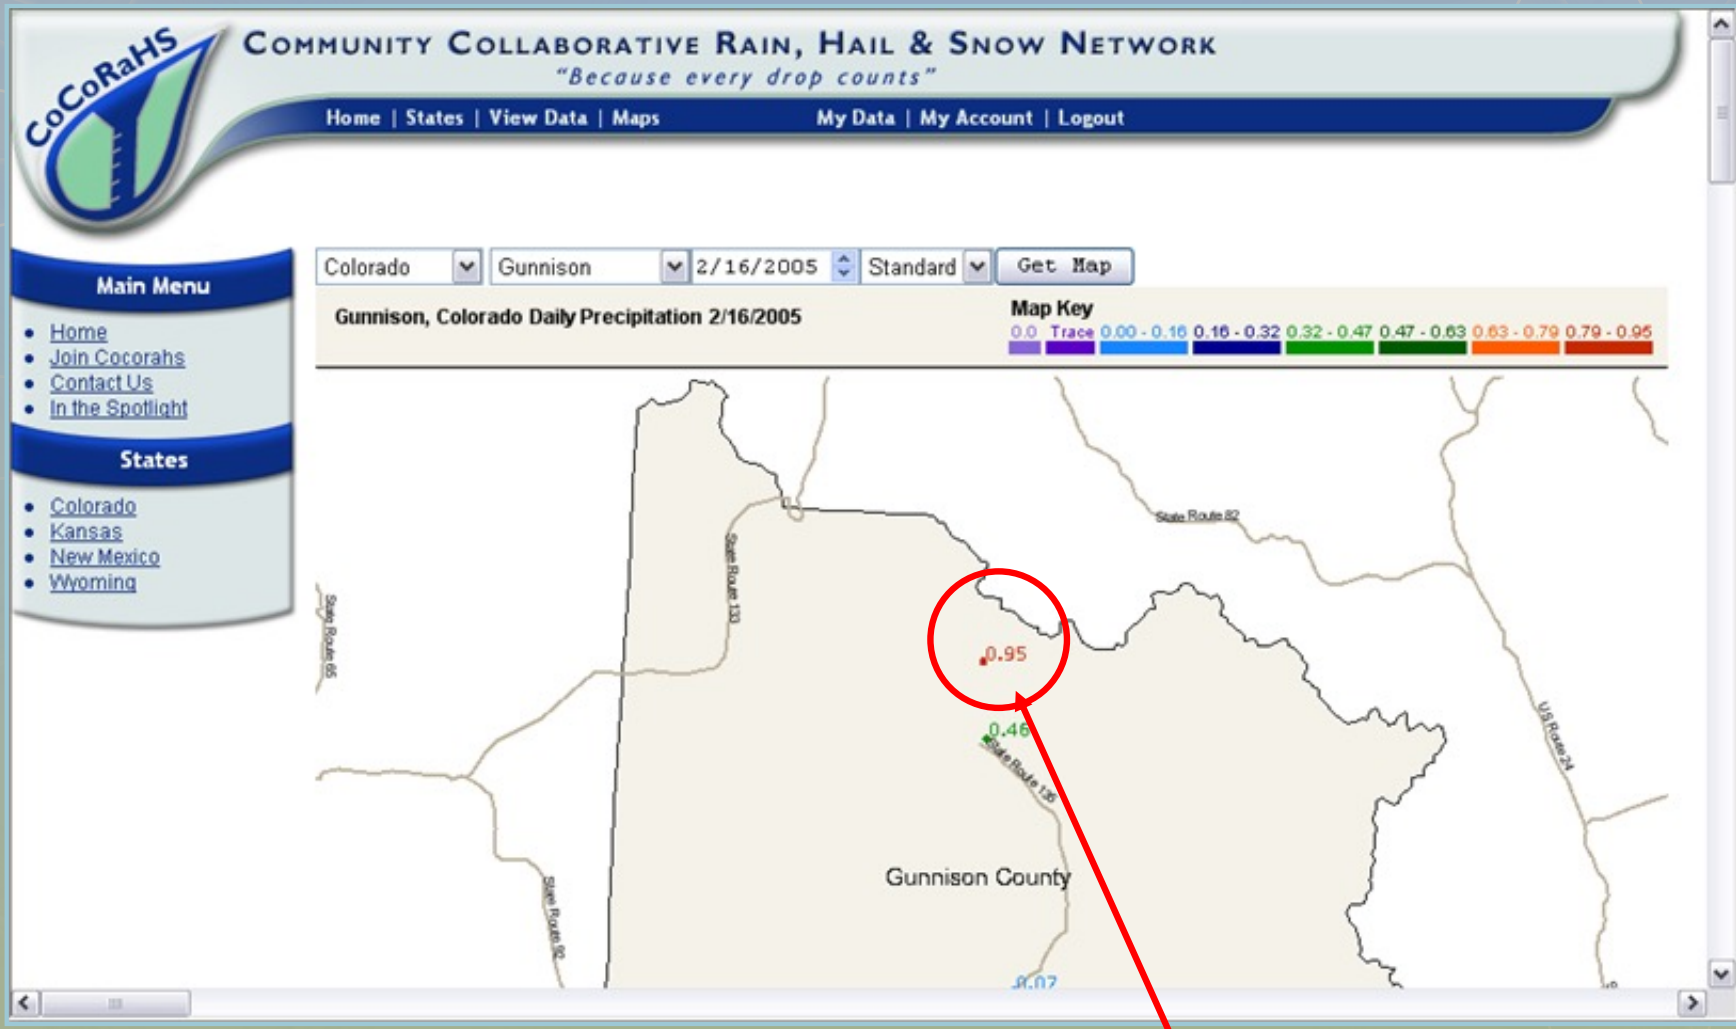 CoCoRaHS
COMMUNITY COLLABORATIVE RAIN, HAIL & SNOW NETWORK
"Because every drop counts"
Home | States | View Data | Maps My Data | My Account | Logout
Main Menu
Home
Join Cocorahs
Contact Us
In the Spotlight
States
Colorado
Kansas
New Mexico
Wyoming
Colorado Gunnison 2/16/2005 Standard Get Map
Gunnison, Colorado Daily Precipitation 2/16/2005
Map Key
0.0 Trace 0.00 - 0.16 0.16 - 0.32 0.32 - 0.47 0.47 - 0.63 0.63 - 0.79 0.79 - 0.95
State Route 82
State Route 133
State Route 65
0.95
0.46
State Route 135
US Route 24
Gunnison County
State Route 92
0.07